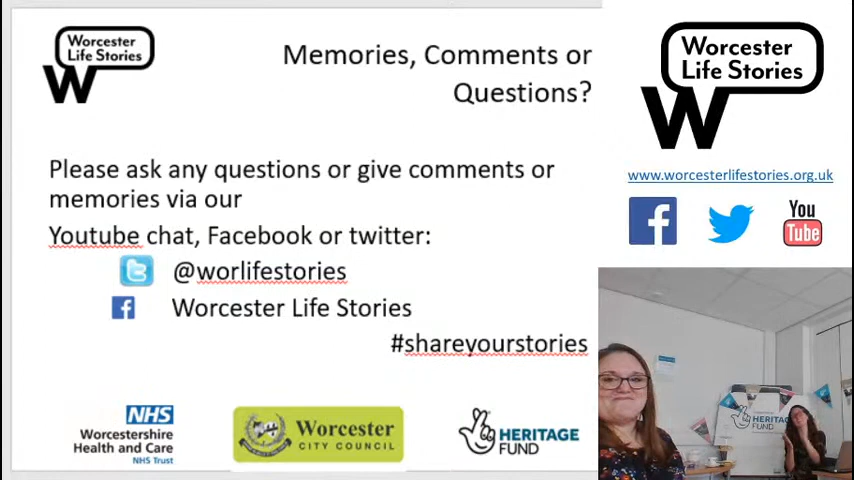 Worcester
Life Stories
W
Memories, Comments or
Questions?
Please ask any questions or give comments or
memories via our
Youtube chat, Facebook or twitter:
@worlifestories
Worcester Life Stories
#shareyourstories
NHS
Worcestershire
Health and Care
NHS Trust
Worcester
CITY COUNCIL
HERITAGE
FUND
Worcester
Life Stories
W
www.worcesterlifestories.org.uk
You
Tube
HERITAGE
FUND